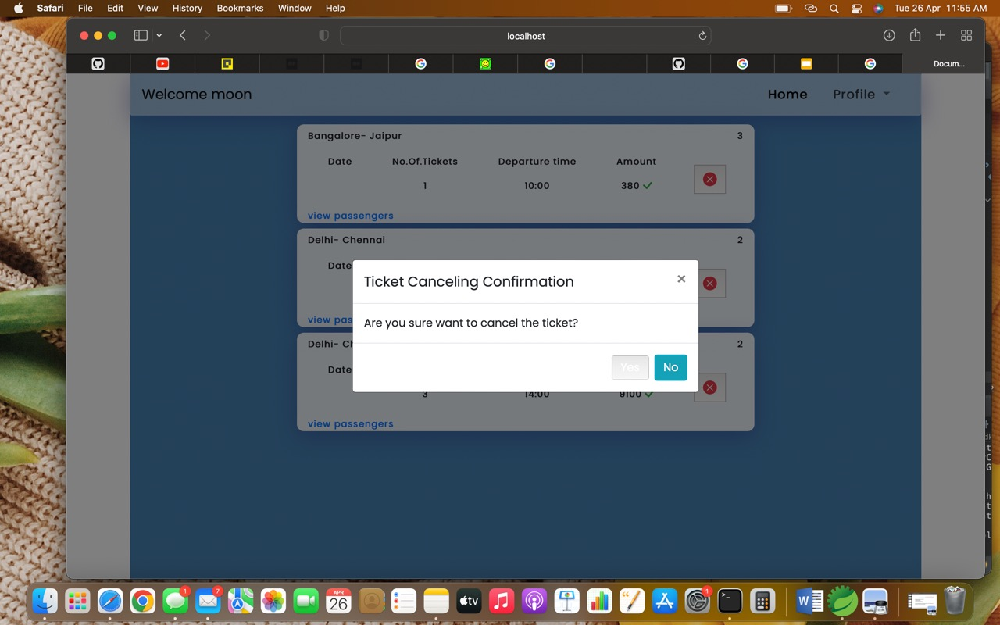 Safari File Edit View History Bookmarks Window Help Tue 26 Apr 11:55 AM
localhost
Docum...
Welcome moon Home Profile
Bangalore- Jaipur 3
Date No.Of.Tickets Departure time Amount
1 10:00 380
view passengers
Delhi- Chennai 2
Date
view pas
Ticket Canceling Confirmation ×
Are you sure want to cancel the ticket?
Yes No
Delhi- Ch 2
Date
3 14:00 9100
view passengers
1 7 APR 26 tv 1